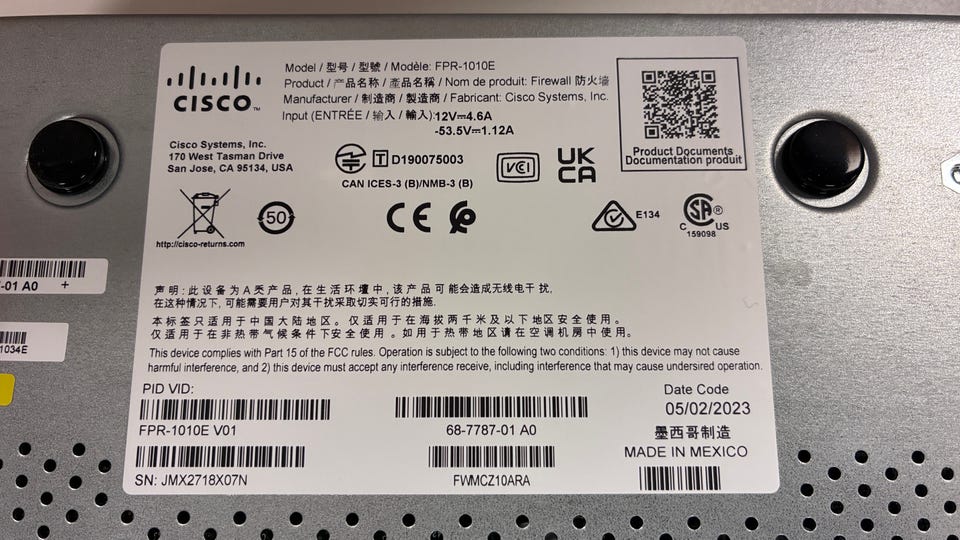 CISCO™
Model / 型号 / 型號 / Modèle: FPR-1010E
Product / 产品名称 / 產品名稱 / Nom de produit: Firewall 防火墙
Manufacturer / 制造商 / 製造商 / Fabricant: Cisco Systems, Inc.
Input (ENTRÉE / 输入 / 輸入):12V⎓4.6A
-53.5V⎓1.12A
Product Documents
Documentation produit
Cisco Systems, Inc.
170 West Tasman Drive
San Jose, CA 95134, USA
T D190075003
CAN ICES-3 (B)/NMB-3 (B)
VCI
UK
CA
http://cisco-returns.com
50
CE
E134
SA®
C US
159098
声明: 此设备为A类产品, 在生活环境中, 该产品可能会造成无线电干扰,
在这种情况下, 可能需要用户对其干扰采取切实可行的措施.
本标签只适用于中国大陆地区。仅适用于在海拔两千米及以下地区安全使用。
仅适用于在非热带气候条件下安全使用。如用于热带地区请在空调机房中使用。
This device complies with Part 15 of the FCC rules. Operation is subject to the following two conditions: 1) this device may not cause
harmful interference, and 2) this device must accept any interference receive, including interference that may cause undersired operation.
PID VID:
FPR-1010E V01
68-7787-01 A0
Date Code
05/02/2023
墨西哥制造
MADE IN MEXICO
SN: JMX2718X07N
FWMCZ10ARA
-01 A0 +
1034E